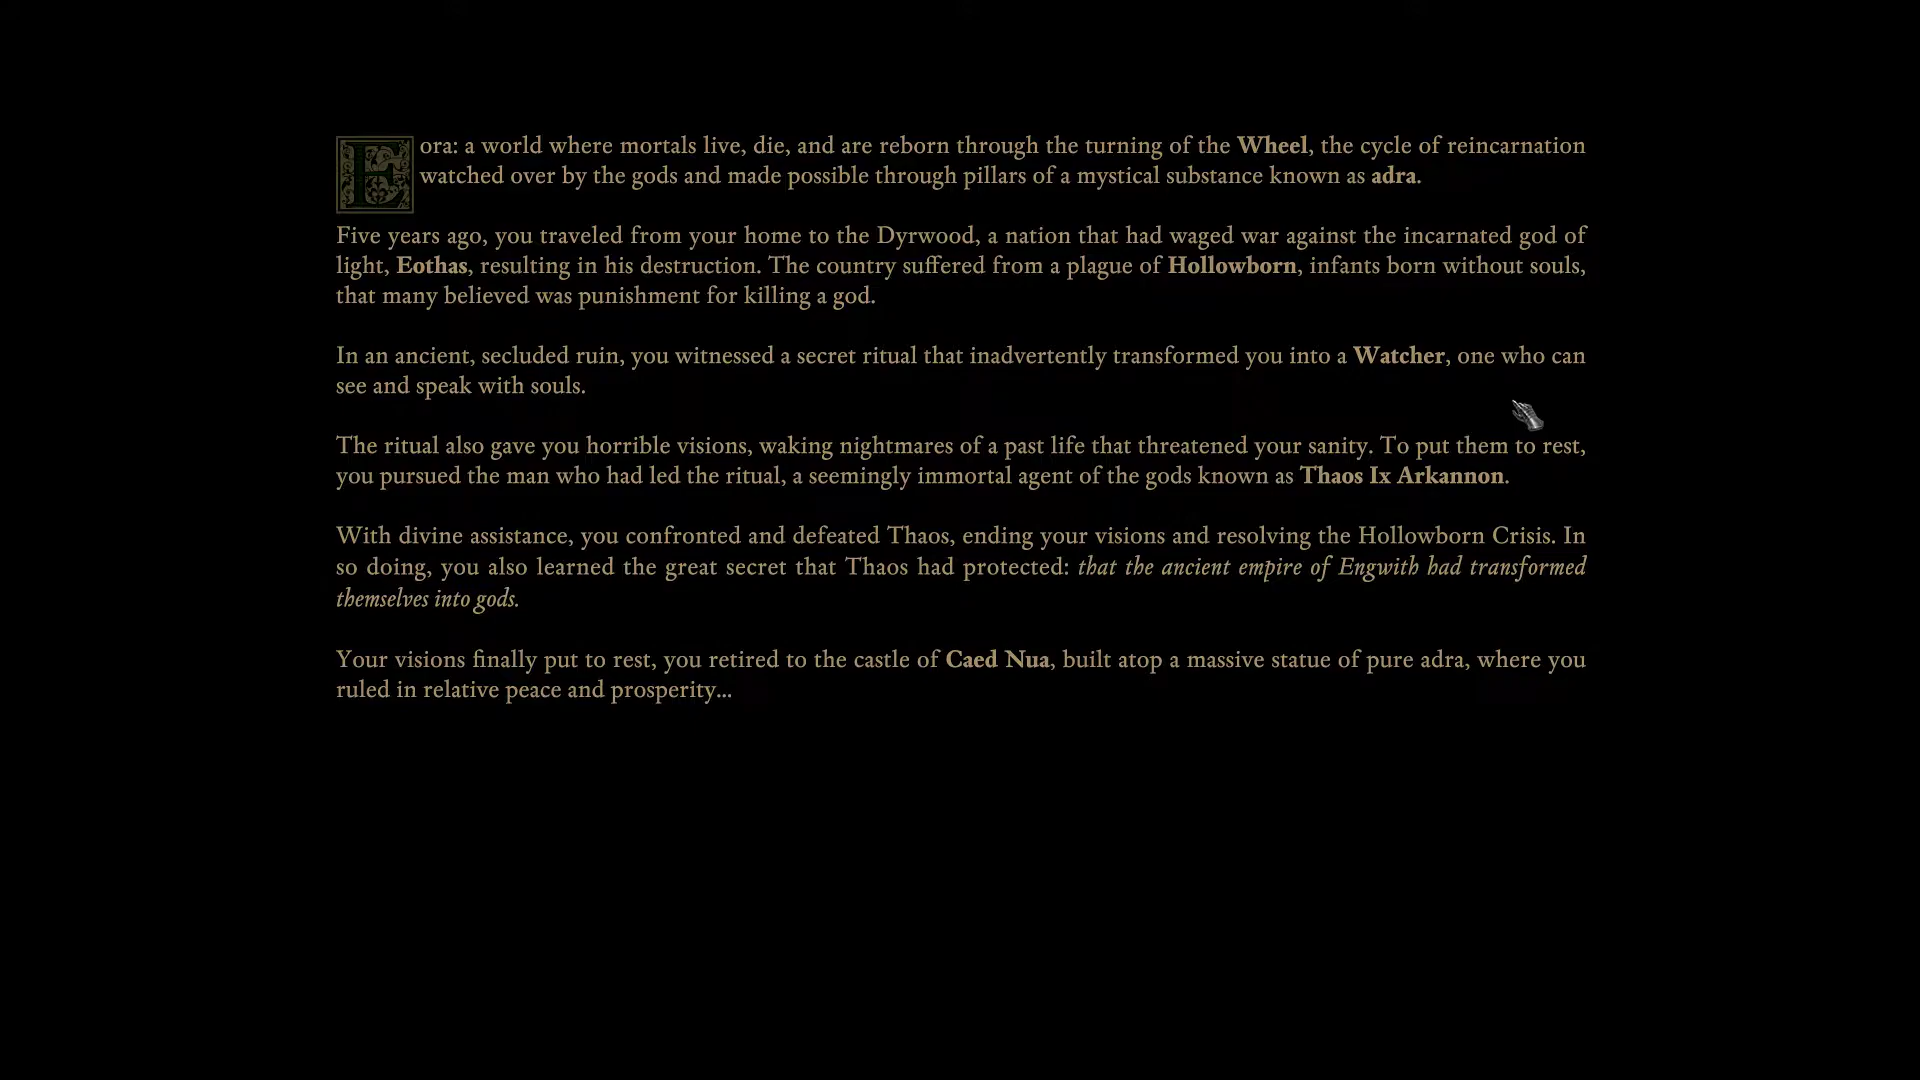 Eora: a world where mortals live, die, and are reborn through the turning of the Wheel, the cycle of reincarnation
watched over by the gods and made possible through pillars of a mystical substance known as adra.
Five years ago, you traveled from your home to the Dyrwood, a nation that had waged war against the incarnated god of
light, Eothas, resulting in his destruction. The country suffered from a plague of Hollowborn, infants born without souls,
that many believed was punishment for killing a god.
In an ancient, secluded ruin, you witnessed a secret ritual that inadvertently transformed you into a Watcher, one who can
see and speak with souls.
The ritual also gave you horrible visions, waking nightmares of a past life that threatened your sanity. To put them to rest,
you pursued the man who had led the ritual, a seemingly immortal agent of the gods known as Thaos Ix Arkannon.
With divine assistance, you confronted and defeated Thaos, ending your visions and resolving the Hollowborn Crisis. In
so doing, you also learned the great secret that Thaos had protected: that the ancient empire of Engwith had transformed
themselves into gods.
Your visions finally put to rest, you retired to the castle of Caed Nua, built atop a massive statue of pure adra, where you
ruled in relative peace and prosperity...